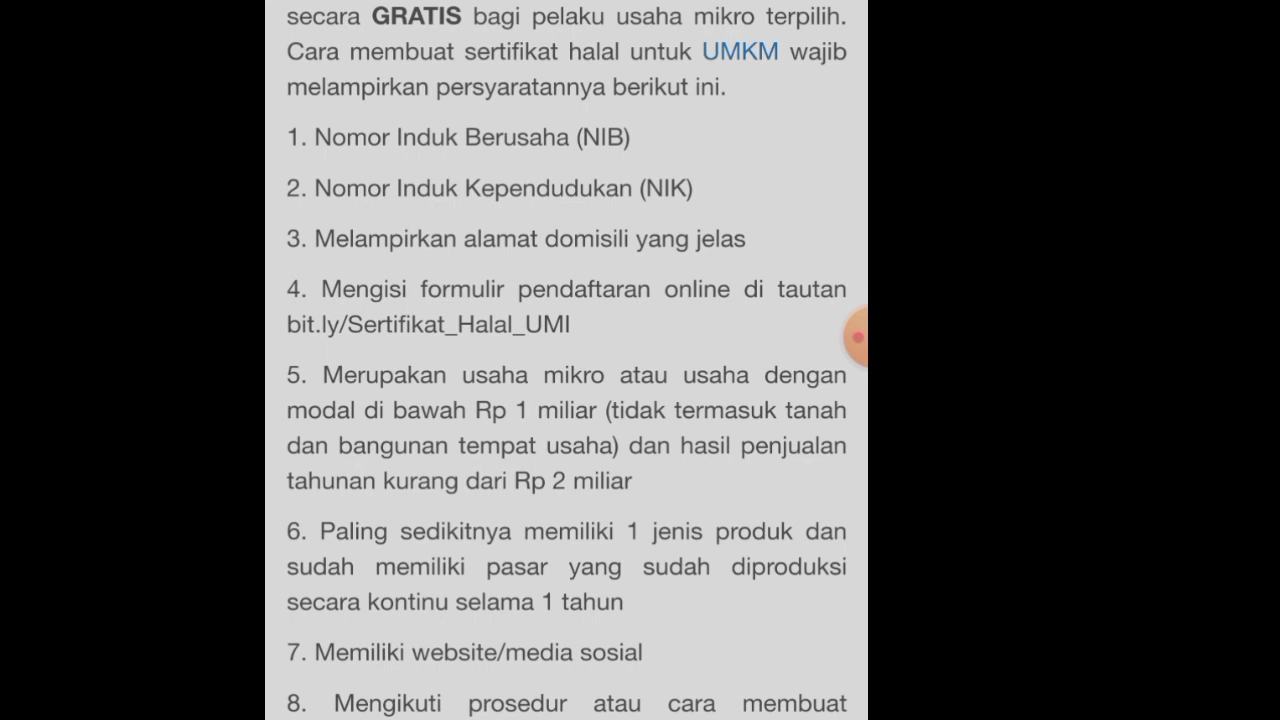 secara GRATIS bagi pelaku usaha mikro terpilih.
Cara membuat sertifikat halal untuk UMKM wajib
melampirkan persyaratannya berikut ini.
1. Nomor Induk Berusaha (NIB)
2. Nomor Induk Kependudukan (NIK)
3. Melampirkan alamat domisili yang jelas
4. Mengisi formulir pendaftaran online di tautan
bit.ly/Sertifikat_Halal_UMI
5. Merupakan usaha mikro atau usaha dengan
modal di bawah Rp 1 miliar (tidak termasuk tanah
dan bangunan tempat usaha) dan hasil penjualan
tahunan kurang dari Rp 2 miliar
6. Paling sedikitnya memiliki 1 jenis produk dan
sudah memiliki pasar yang sudah diproduksi
secara kontinu selama 1 tahun
7. Memiliki website/media sosial
8. Mengikuti prosedur atau cara membuat